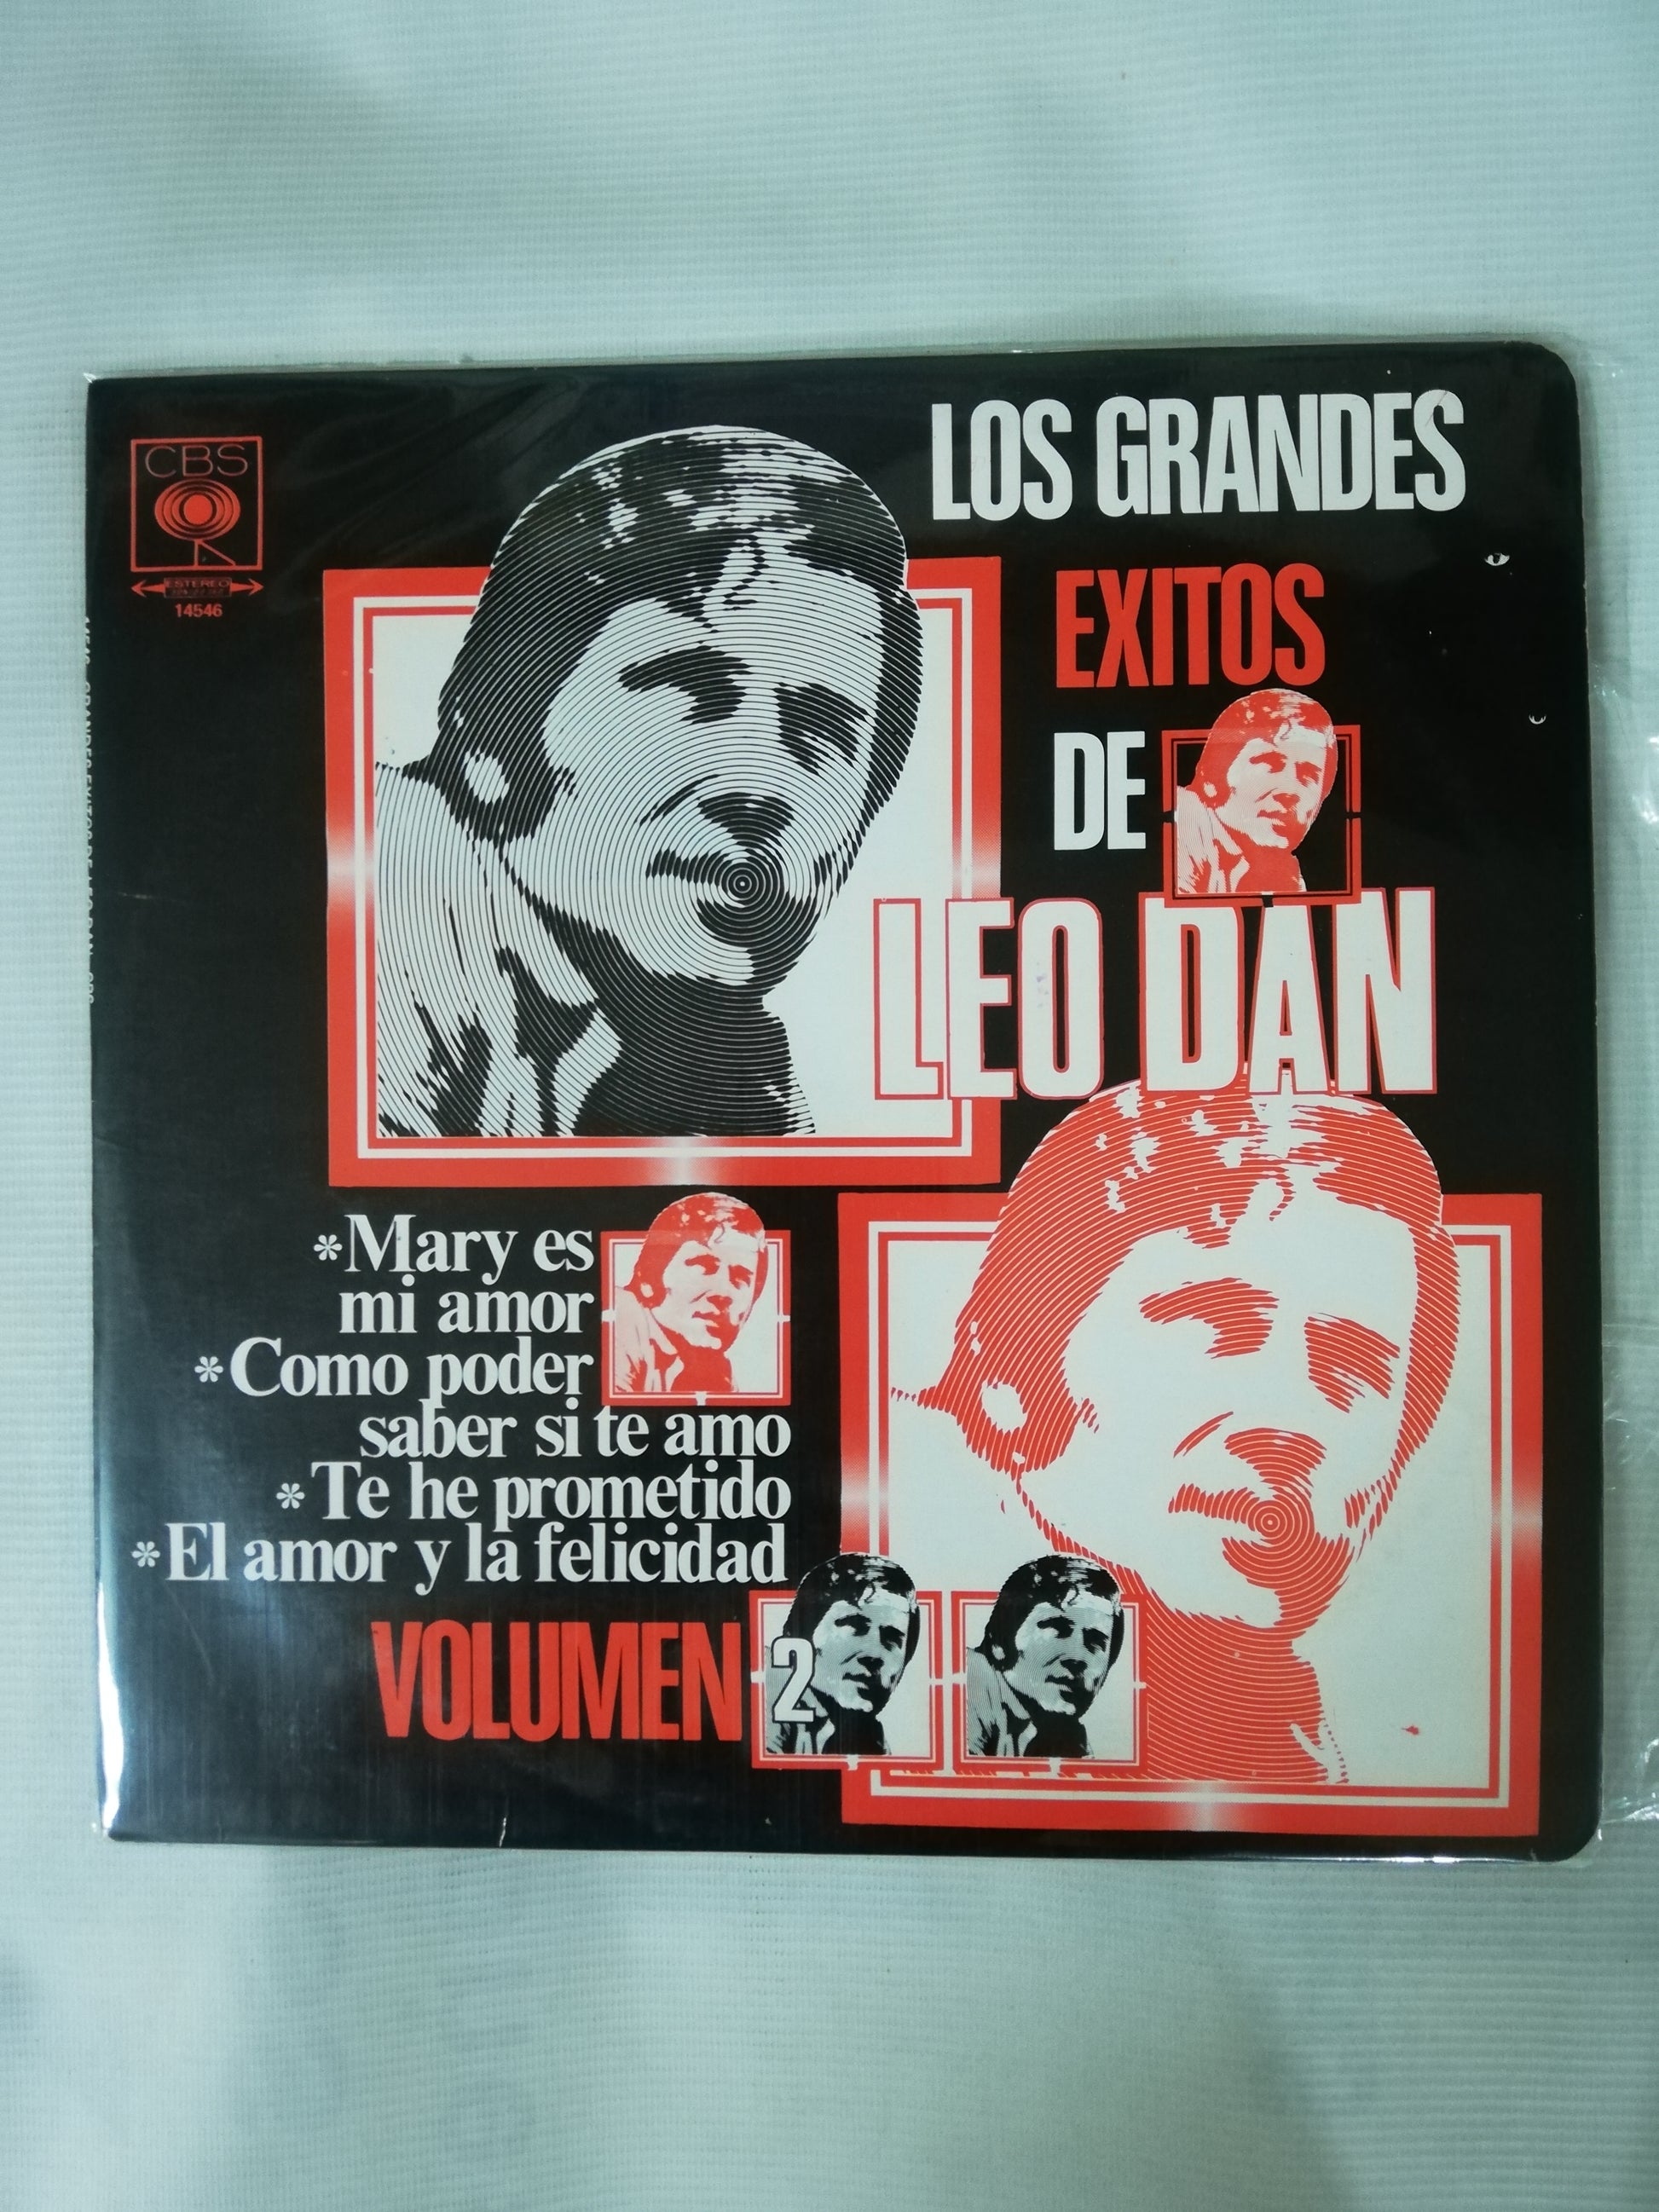 CBS
ESTEREO
14546
LOS GRANDES
EXITOS
DE
LEO DAN
*Mary es
mi amor
*Como poder
saber si te amo
*Te he prometido
*El amor y la felicidad
VOLUMEN 2